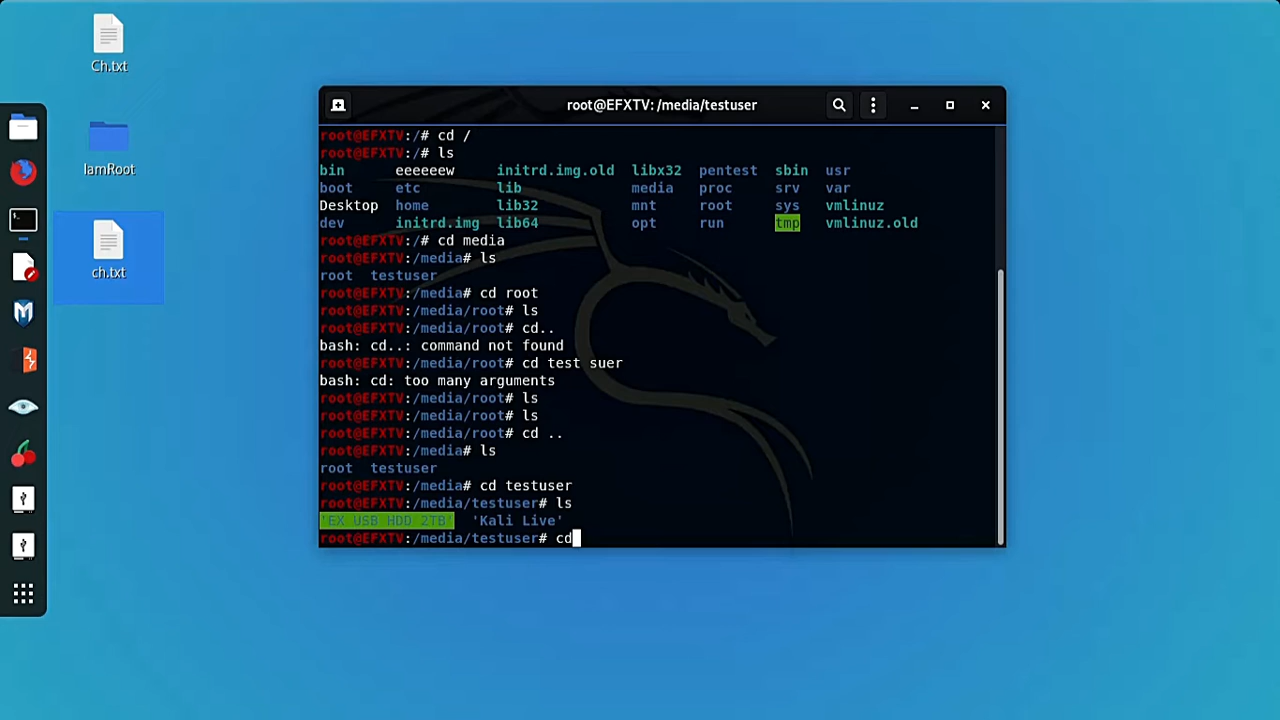 Ch.txt
IamRoot
ch.txt
root@EFXTV: /media/testuser
root@EFXTV:/# cd /
root@EFXTV:/# ls
bin eeeeeew initrd.img.old libx32 pentest sbin usr
boot etc lib media proc srv var
Desktop home lib32 mnt root sys vmlinuz
dev initrd.img lib64 opt run tmp vmlinuz.old
root@EFXTV:/# cd media
root@EFXTV:/media# ls
root testuser
root@EFXTV:/media# cd root
root@EFXTV:/media/root# ls
root@EFXTV:/media/root# cd..
bash: cd..: command not found
root@EFXTV:/media/root# cd test suer
bash: cd: too many arguments
root@EFXTV:/media/root# ls
root@EFXTV:/media/root# ls
root@EFXTV:/media/root# cd ..
root@EFXTV:/media# ls
root testuser
root@EFXTV:/media# cd testuser
root@EFXTV:/media/testuser# ls
'EX USB HDD 2TB' 'Kali Live'
root@EFXTV:/media/testuser# cd